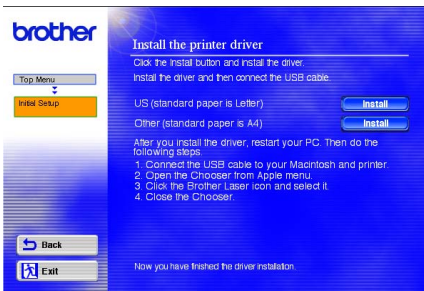 brother
Install the printer driver
Click the Install button and install the driver.
Install the driver and then connect the USB cable.
Top Menu
Initial Setup
US (standard paper is Letter) Install
Other (standard paper is A4) Install
After you install the driver, restart your PC. Then do the
following steps.
1. Connect the USB cable to your Macintosh and printer.
2. Open the Chooser from Apple menu.
3. Click the Brother Laser icon and select it.
4. Close the Chooser.
Back
Exit
Now you have finished the driver installation.